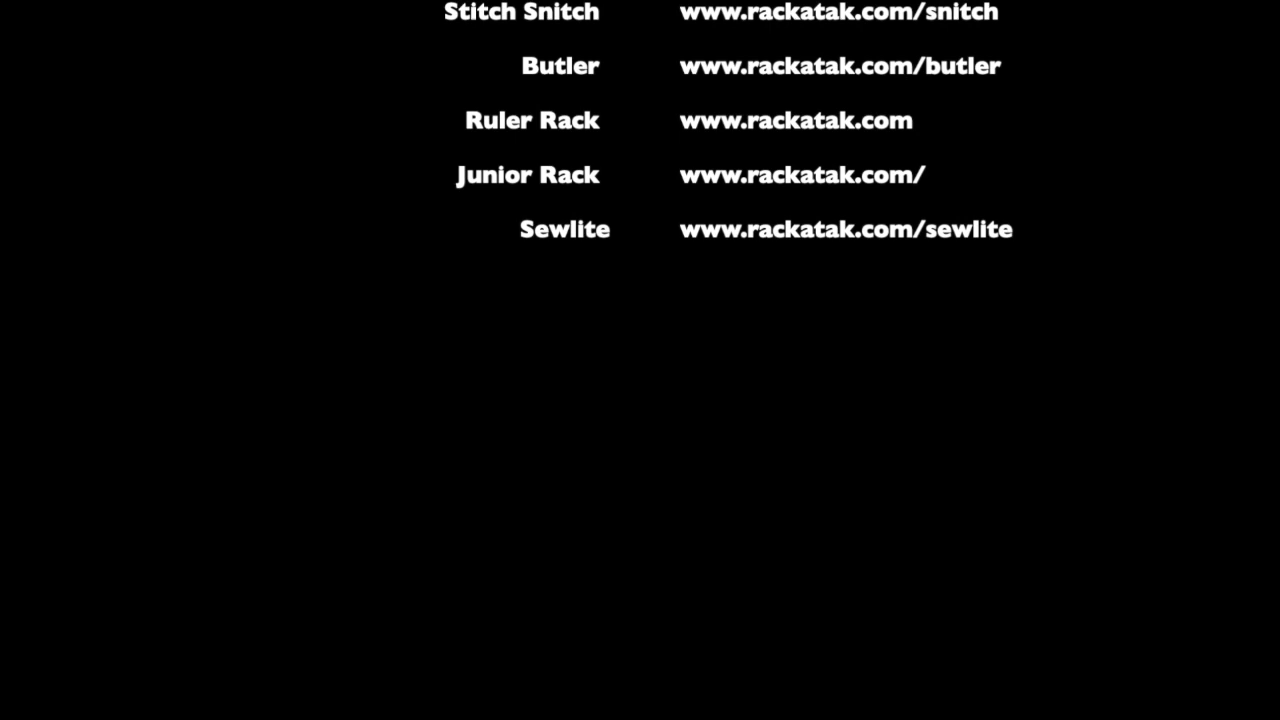 Stitch Snitch www.rackatak.com/snitch
Butler www.rackatak.com/butler
Ruler Rack www.rackatak.com
Junior Rack www.rackatak.com/
Sewlite www.rackatak.com/sewlite